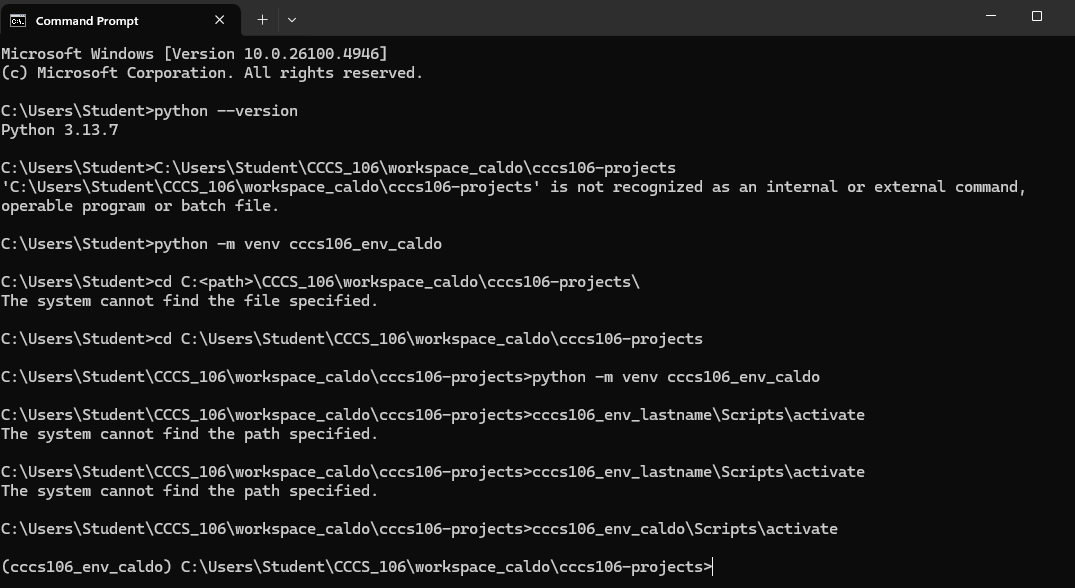 Command Prompt
Microsoft Windows [Version 10.0.26100.4946]
(c) Microsoft Corporation. All rights reserved.
C:\Users\Student>python --version
Python 3.13.7
C:\Users\Student>C:\Users\Student\CCCS_106\workspace_caldo\cccs106-projects
'C:\Users\Student\CCCS_106\workspace_caldo\cccs106-projects' is not recognized as an internal or external command,
operable program or batch file.
C:\Users\Student>python -m venv cccs106_env_caldo
C:\Users\Student>cd C:<path>\CCCS_106\workspace_caldo\cccs106-projects\
The system cannot find the file specified.
C:\Users\Student>cd C:\Users\Student\CCCS_106\workspace_caldo\cccs106-projects
C:\Users\Student\CCCS_106\workspace_caldo\cccs106-projects>python -m venv cccs106_env_caldo
C:\Users\Student\CCCS_106\workspace_caldo\cccs106-projects>cccs106_env_lastname\Scripts\activate
The system cannot find the path specified.
C:\Users\Student\CCCS_106\workspace_caldo\cccs106-projects>cccs106_env_lastname\Scripts\activate
The system cannot find the path specified.
C:\Users\Student\CCCS_106\workspace_caldo\cccs106-projects>cccs106_env_caldo\Scripts\activate
(cccs106_env_caldo) C:\Users\Student\CCCS_106\workspace_caldo\cccs106-projects>